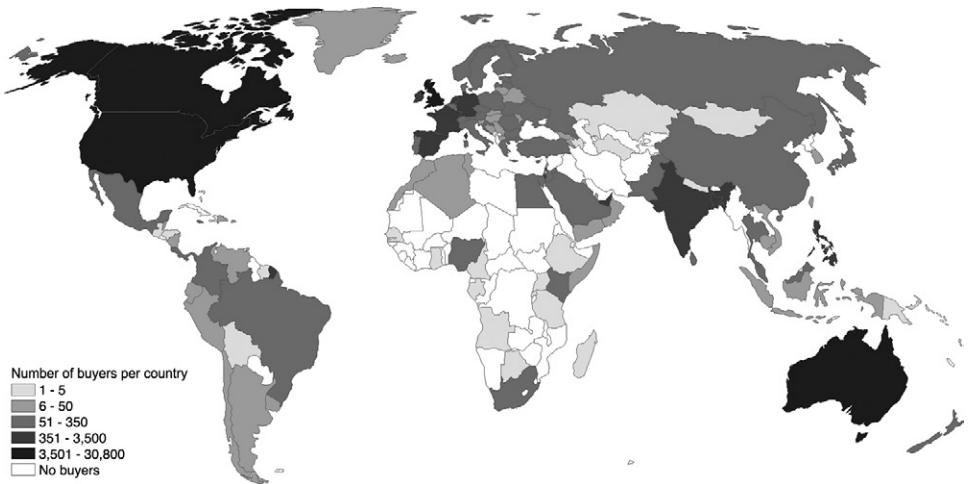 Number of buyers per country
1 - 5
6 - 50
51 - 350
351 - 3,500
3,501 - 30,800
No buyers